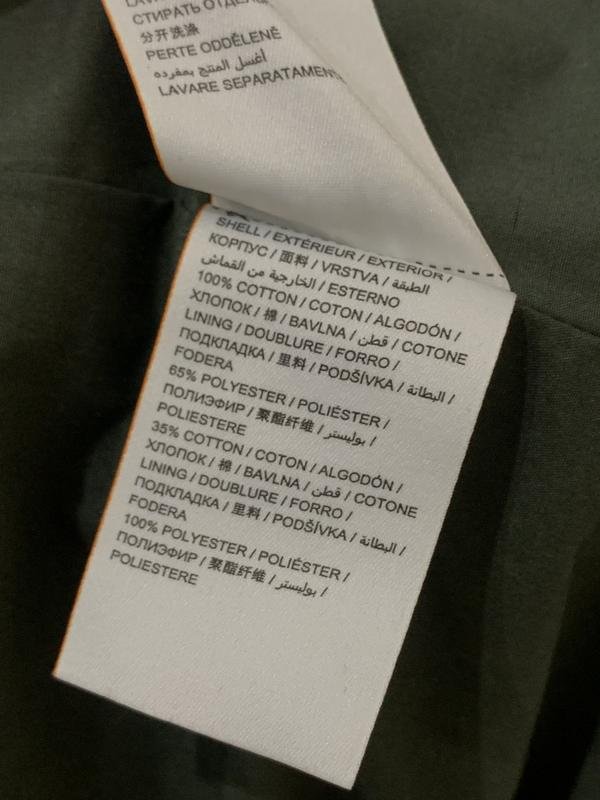 СТИРАТЬ
分开洗涤
PERTE ODDĚLENĚ
أغسل المنتج بمفرده
LAVARE SEPARATAMEN
SHELL / EXTÉRIEUR / EXTERIOR /
КОРПУС / 面料 / VRSTVA / الطبقة
الخارجية من القماش / ESTERNO
100% COTTON / COTON / ALGODÓN /
ХЛОПОК / 棉 / BAVLNA / قطن / COTONE
LINING / DOUBLURE / FORRO /
ПОДКЛАДКА / 里料 / PODŠÍVKA / البطانة /
FODERA
65% POLYESTER / POLIÉSTER /
ПОЛИЭФИР / 聚酯纤维 / بوليستر /
POLIESTERE
35% COTTON / COTON / ALGODÓN /
ХЛОПОК / 棉 / BAVLNA / قطن / COTONE
LINING / DOUBLURE / FORRO /
ПОДКЛАДКА / 里料 / PODŠÍVKA / البطانة /
FODERA
100% POLYESTER / POLIÉSTER /
ПОЛИЭФИР / 聚酯纤维 / بوليستر /
POLIESTERE